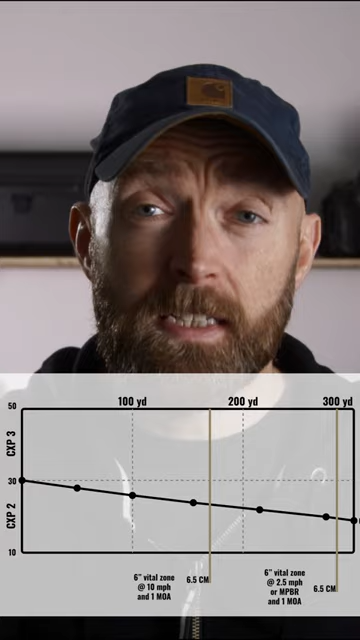 100 yd 200 yd 300 yd
50
CXP 3
30
CXP 2
10
6" vital zone
@ 10 mph
and 1 MOA
6.5 CM
6" vital zone
@ 2.5 mph
or MPBR
and 1 MOA
6.5 CM